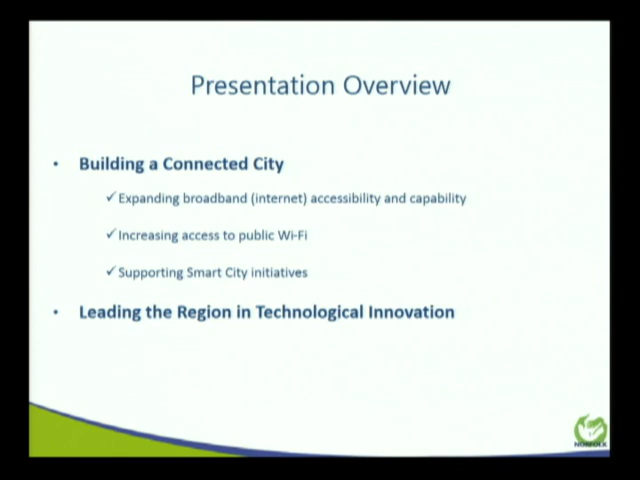 Presentation Overview
• Building a Connected City
✓Expanding broadband (internet) accessibility and capability
✓Increasing access to public Wi-Fi
✓Supporting Smart City initiatives
• Leading the Region in Technological Innovation
NORFOLK